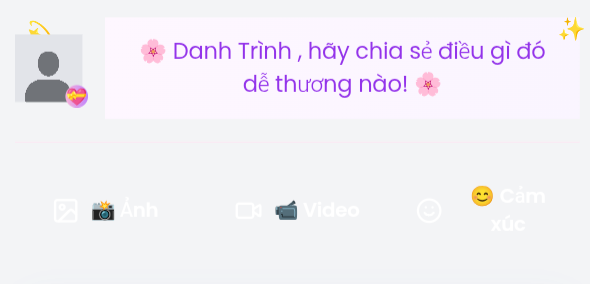 🌸 Danh Trình , hãy chia sẻ điều gì đó
dễ thương nào! 🌸
📸 Ảnh
📹 Video
😊 Cảm
xúc